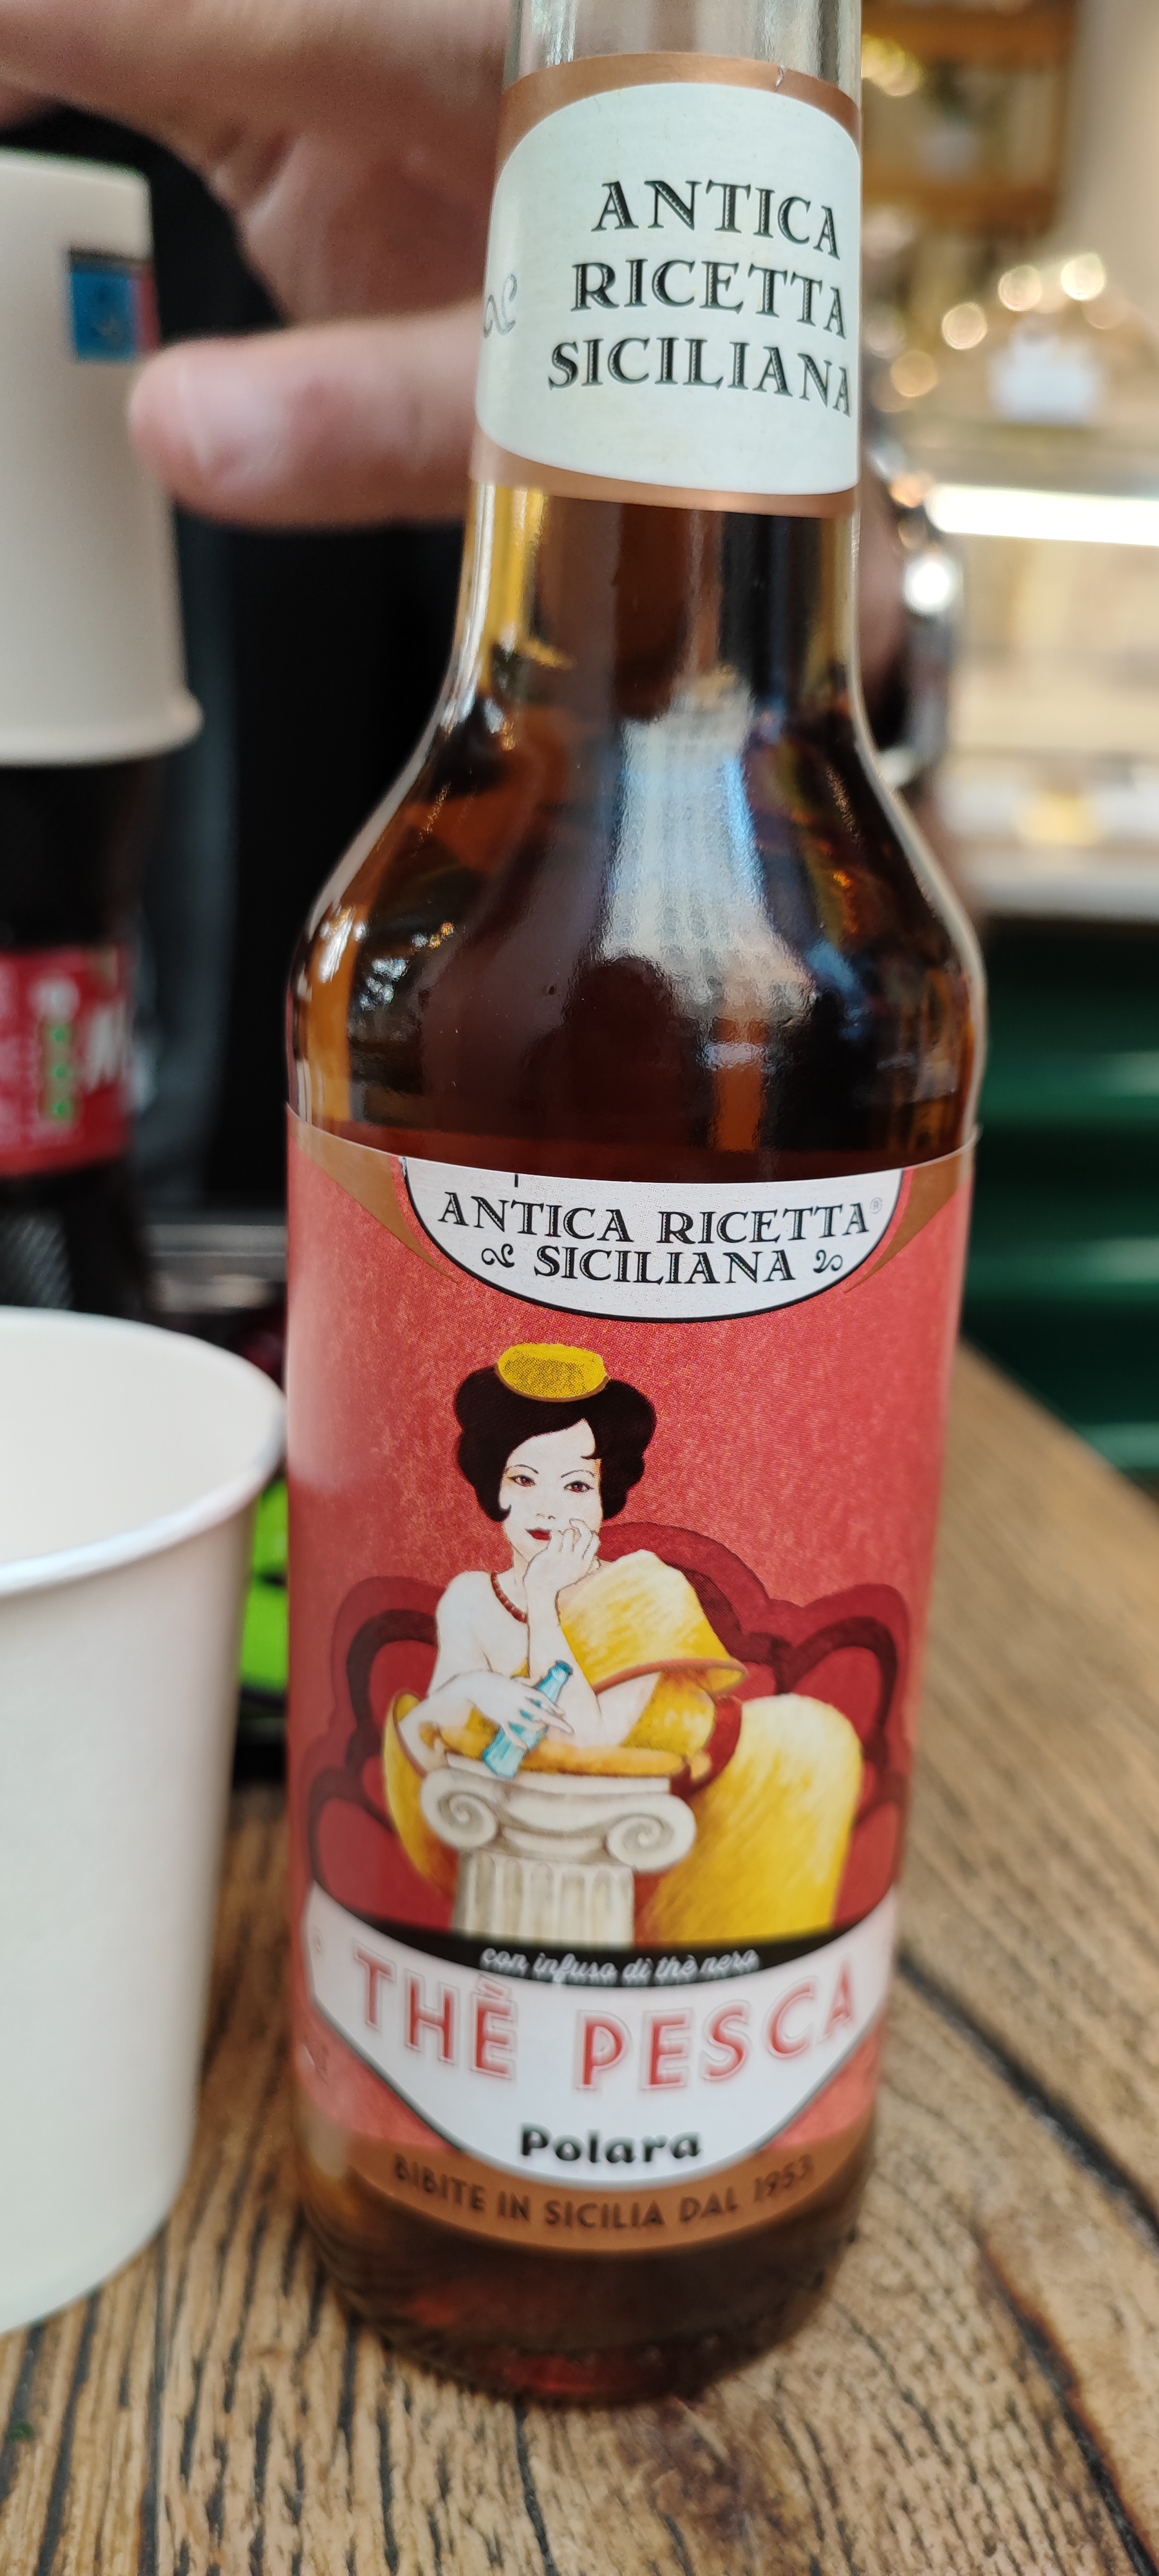 ANTICA
RICETTA
SICILIANA
ANTICA RICETTA®
SICILIANA
con infuso di thè nero
THÈ PESCA
Polara
BIBITE IN SICILIA DAL 1953